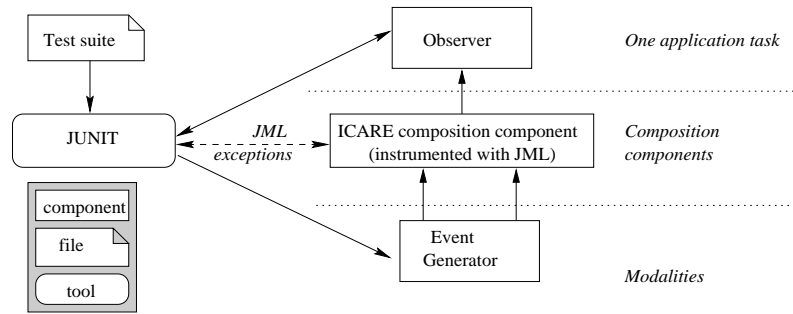 Test suite
Observer
One application task
JUNIT
JML
exceptions
ICARE composition component
(instrumented with JML)
Composition
components
component
file
tool
Event
Generator
Modalities